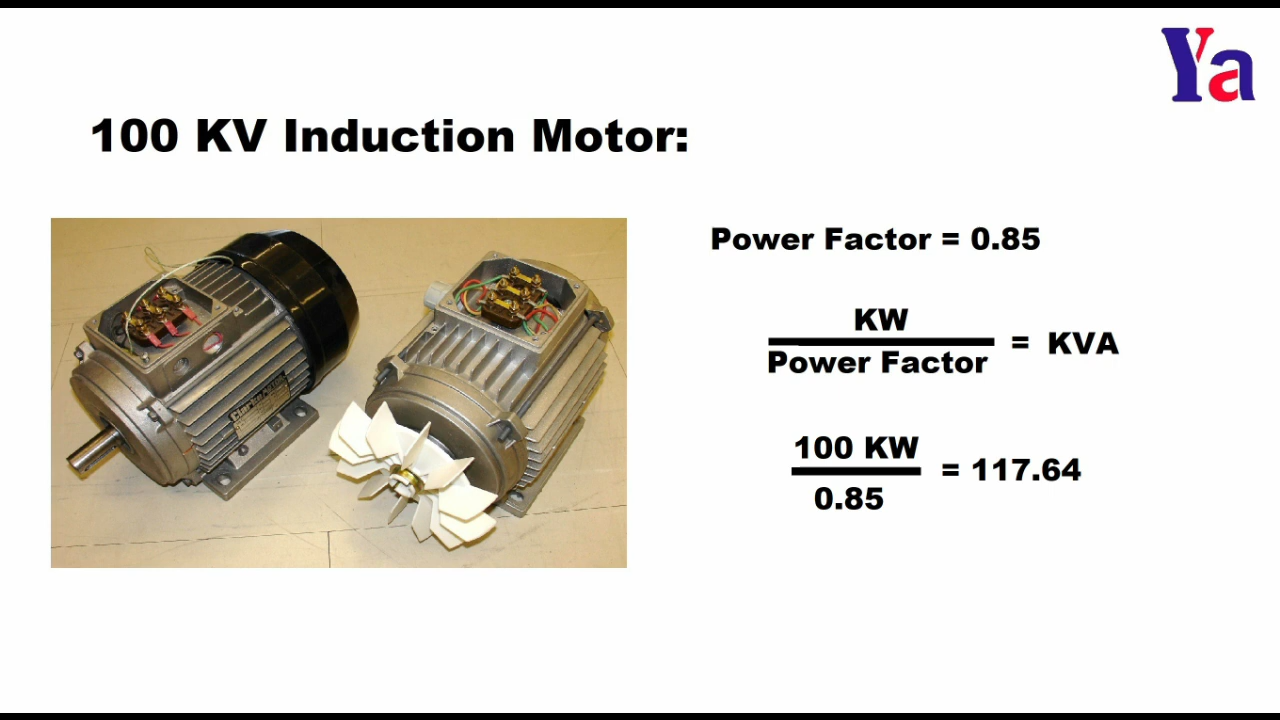 Ya
100 KV Induction Motor:
Power Factor = 0.85
KW
Power Factor
= KVA
100 KW
0.85
= 117.64